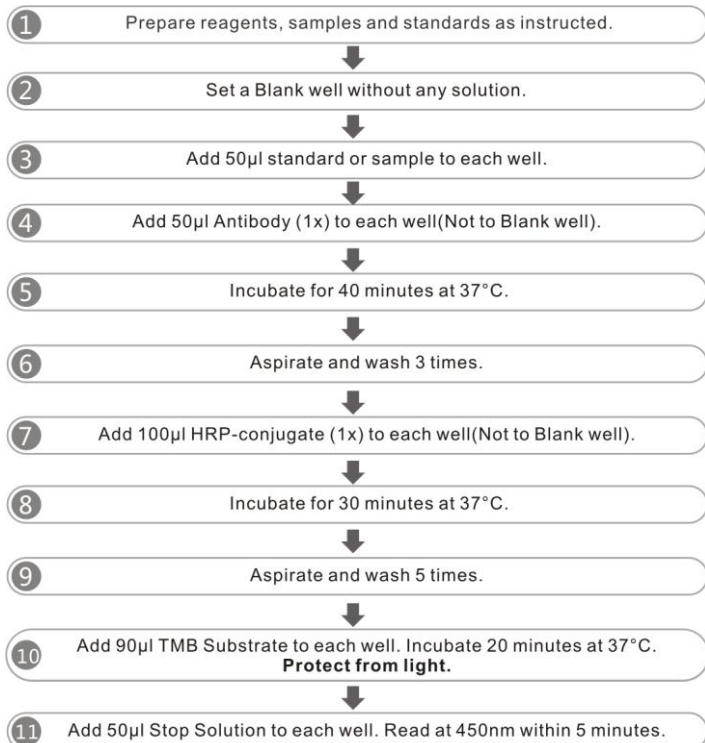 1 Prepare reagents, samples and standards as instructed.
2 Set a Blank well without any solution.
3 Add 50µl standard or sample to each well.
4 Add 50µl Antibody (1x) to each well(Not to Blank well).
5 Incubate for 40 minutes at 37°C.
6 Aspirate and wash 3 times.
7 Add 100µl HRP-conjugate (1x) to each well(Not to Blank well).
8 Incubate for 30 minutes at 37°C.
9 Aspirate and wash 5 times.
10 Add 90µl TMB Substrate to each well. Incubate 20 minutes at 37°C.
Protect from light.
11 Add 50µl Stop Solution to each well. Read at 450nm within 5 minutes.